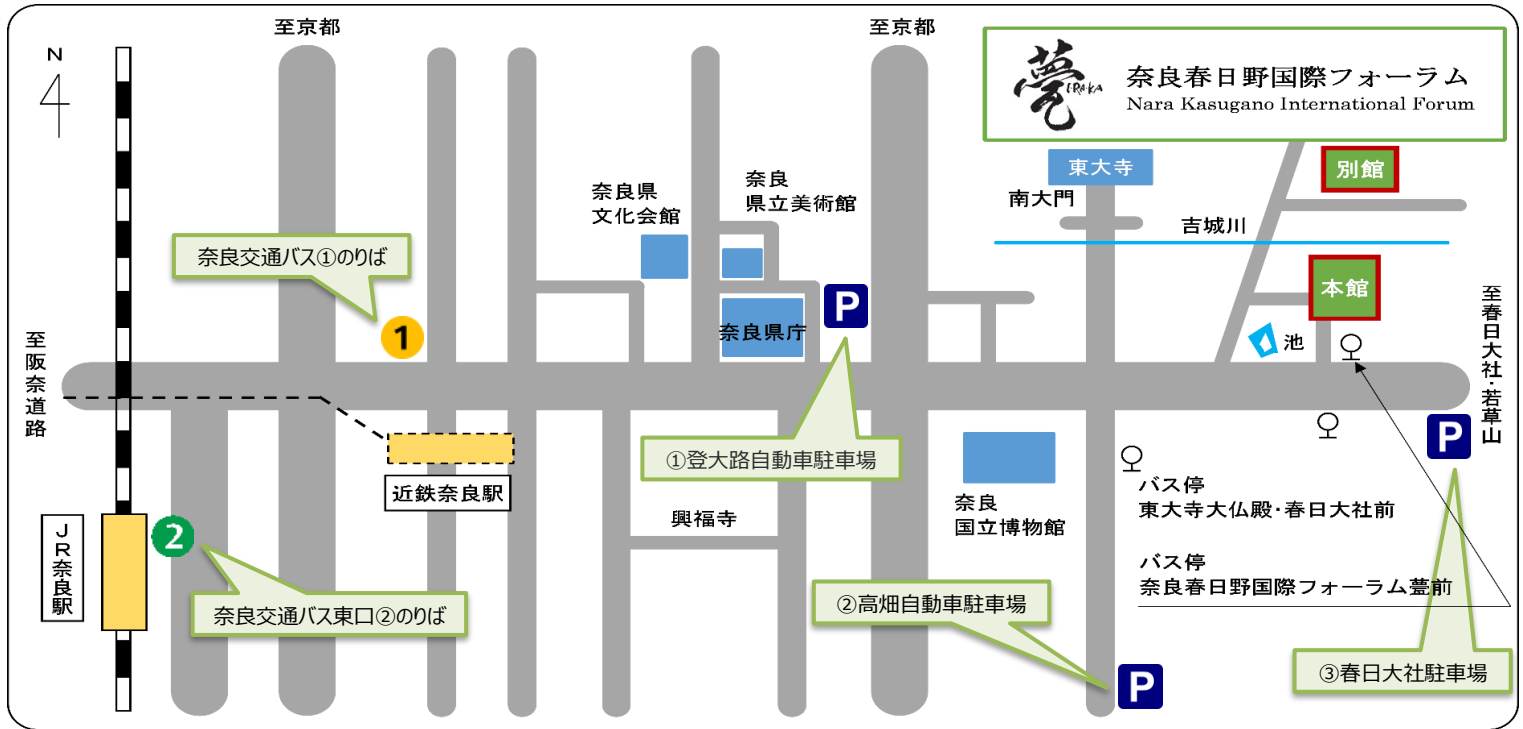 至京都
至京都
N
甍
I・RA・KA
奈良春日野国際フォーラム
Nara Kasugano International Forum
別館
東大寺
南大門
奈良
県立美術館
奈良県
文化会館
吉城川
奈良交通バス①のりば
本館
P
至春日大社・若草山
1
奈良県庁
池
至阪奈道路
P
①登大路自動車駐車場
近鉄奈良駅
バス停
東大寺大仏殿・春日大社前
奈良
国立博物館
興福寺
2
JR奈良駅
バス停
奈良春日野国際フォーラム甍前
②高畑自動車駐車場
奈良交通バス東口②のりば
③春日大社駐車場
P